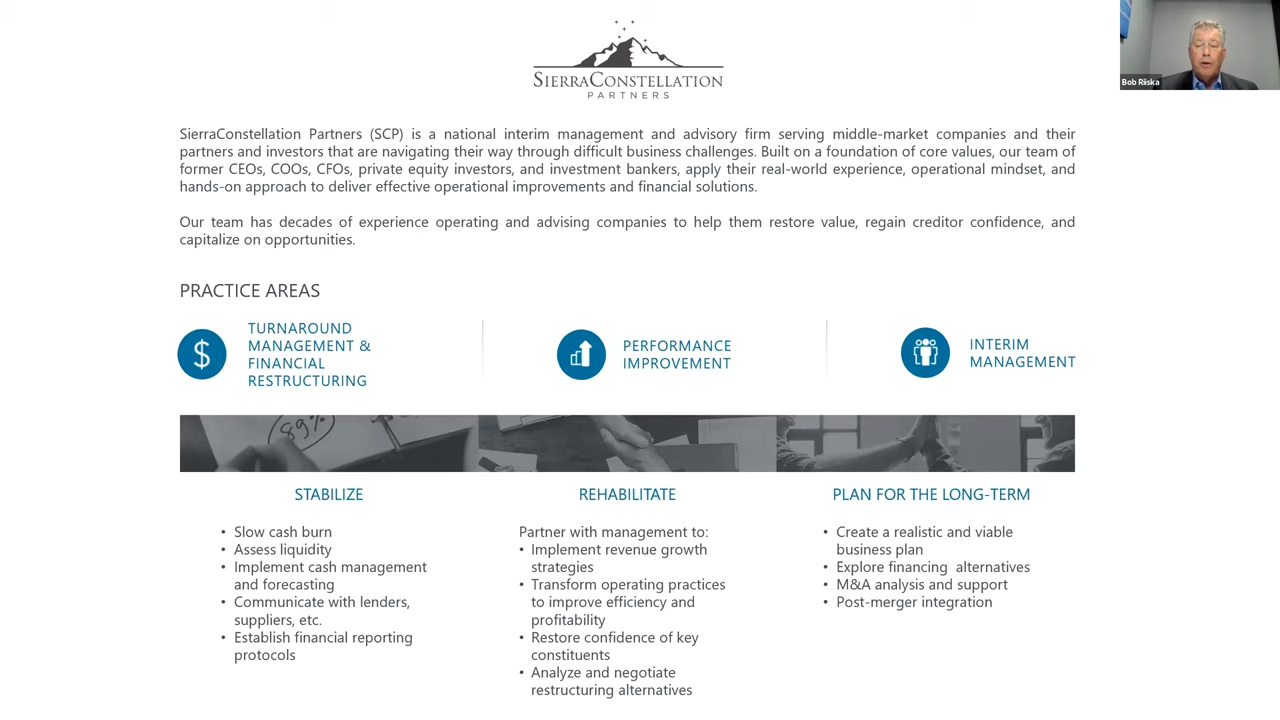 SIERRACONSTELLATION
PARTNERS
Bob Riska
SierraConstellation Partners (SCP) is a national interim management and advisory firm serving middle-market companies and their
partners and investors that are navigating their way through difficult business challenges. Built on a foundation of core values, our team of
former CEOs, COOs, CFOs, private equity investors, and investment bankers, apply their real-world experience, operational mindset, and
hands-on approach to deliver effective operational improvements and financial solutions.
Our team has decades of experience operating and advising companies to help them restore value, regain creditor confidence, and
capitalize on opportunities.
PRACTICE AREAS
$
TURNAROUND
MANAGEMENT &
FINANCIAL
RESTRUCTURING
PERFORMANCE
IMPROVEMENT
INTERIM
MANAGEMENT
89%
STABILIZE
• Slow cash burn
• Assess liquidity
• Implement cash management
and forecasting
• Communicate with lenders,
suppliers, etc.
• Establish financial reporting
protocols
REHABILITATE
Partner with management to:
• Implement revenue growth
strategies
• Transform operating practices
to improve efficiency and
profitability
• Restore confidence of key
constituents
• Analyze and negotiate
restructuring alternatives
PLAN FOR THE LONG-TERM
• Create a realistic and viable
business plan
• Explore financing alternatives
• M&A analysis and support
• Post-merger integration